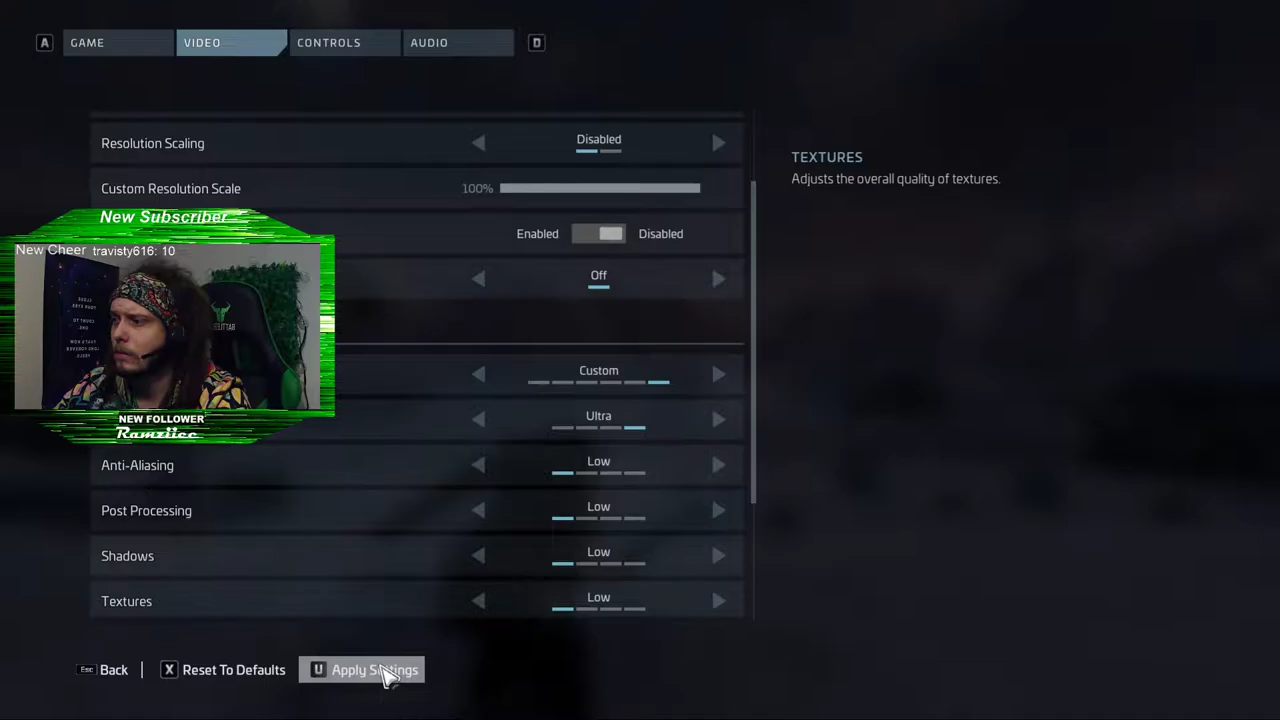 A GAME VIDEO CONTROLS AUDIO D
Resolution Scaling Disabled
TEXTURES
Adjusts the overall quality of textures.
Custom Resolution Scale 100%
New Subscriber
Enabled Disabled
New Cheer travisty616: 10
Off
Custom
NEW FOLLOWER
Ramziicc
Ultra
Anti-Aliasing Low
Post Processing Low
Shadows Low
Textures Low
Esc Back | X Reset To Defaults U Apply Settings